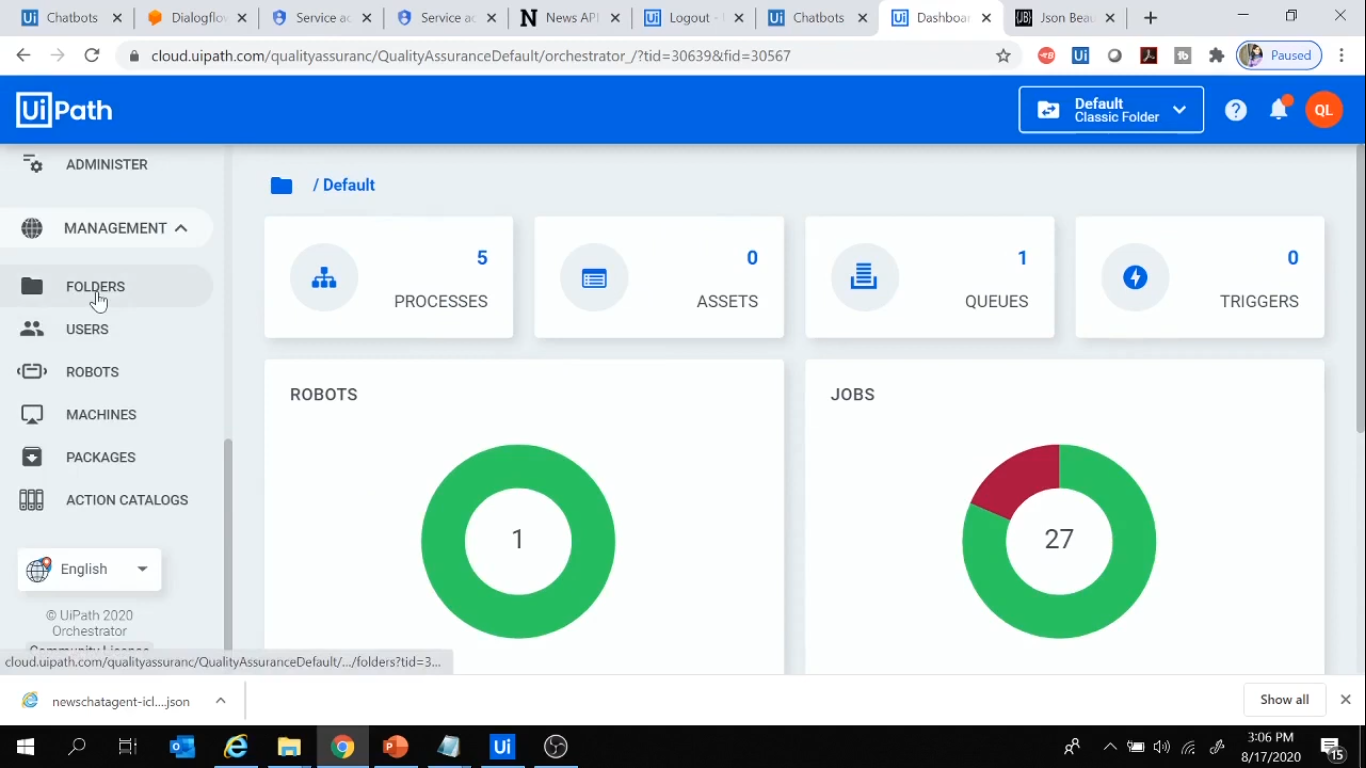 Chatbots
Dialogflo
Service ac
Service ac
News API
Logout -
Chatbots
Dashboar
Json Beau
cloud.uipath.com/qualityassuranc/QualityAssuranceDefault/orchestrator_/?tid=30639&fid=30567
Paused
UiPath
Default
Classic Folder
QL
ADMINISTER
MANAGEMENT
FOLDERS
USERS
ROBOTS
MACHINES
PACKAGES
ACTION CATALOGS
English
© UiPath 2020
Orchestrator
Community License
/ Default
5
PROCESSES
0
ASSETS
1
QUEUES
0
TRIGGERS
ROBOTS
1
JOBS
27
cloud.uipath.com/qualityassuranc/QualityAssuranceDefault/.../folders?tid=3...
newschatagent-icl....json
Show all
Ui
3:06 PM
8/17/2020
15